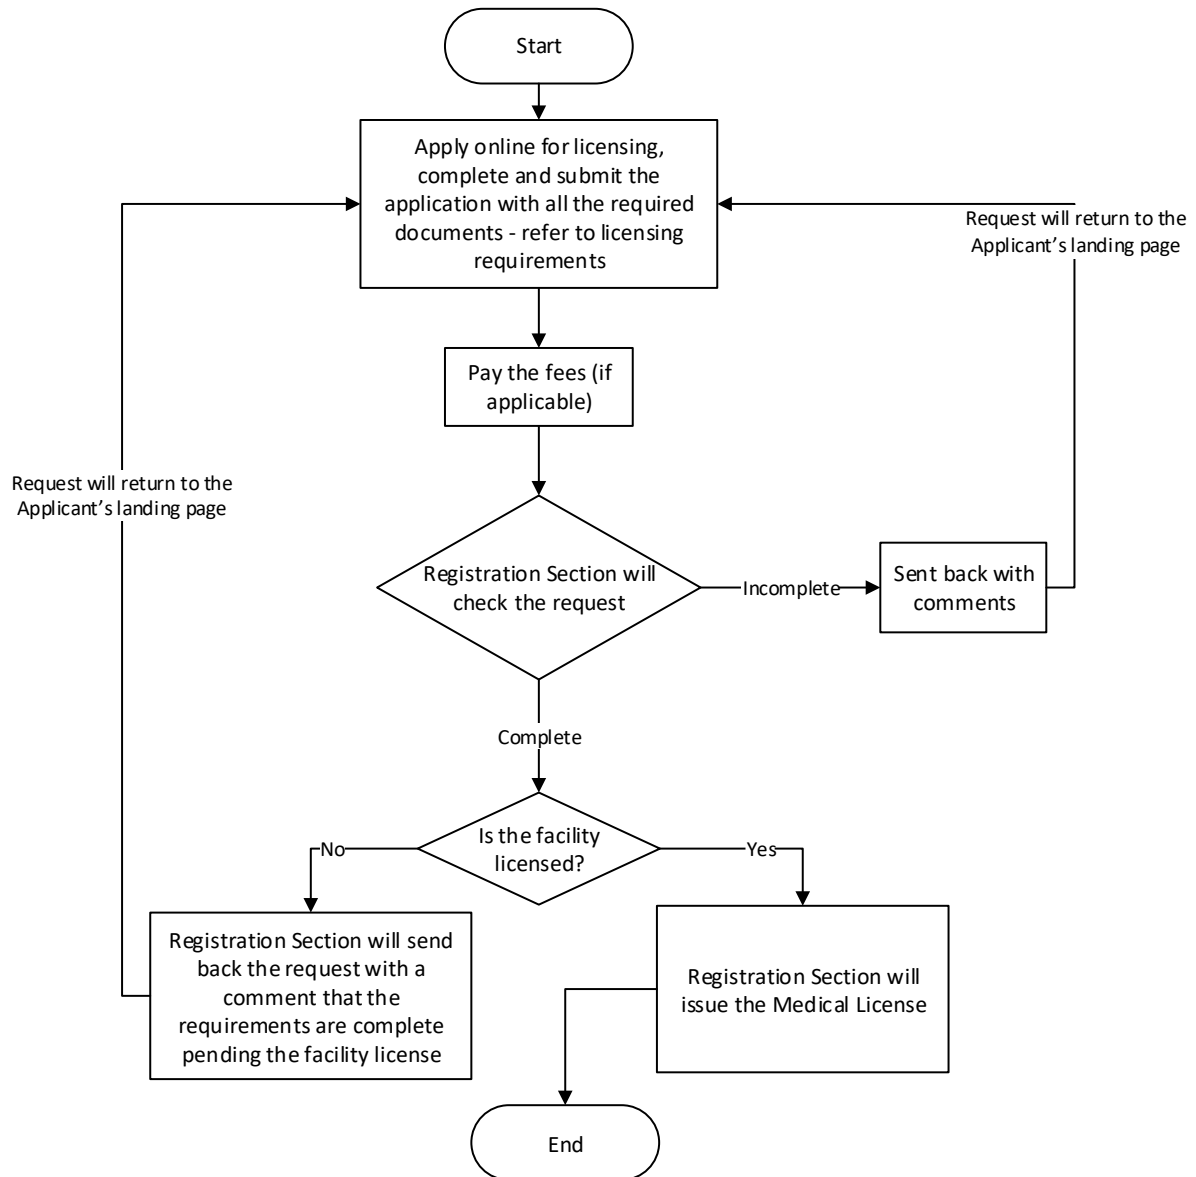 Start
Apply online for licensing,
complete and submit the
application with all the required
documents - refer to licensing
requirements
Request will return to the
Applicant’s landing page
Pay the fees (if
applicable)
Request will return to the
Applicant’s landing page
Registration Section will
check the request
Incomplete
Sent back with
comments
Complete
Is the facility
licensed?
No
Yes
Registration Section will send
back the request with a
comment that the
requirements are complete
pending the facility license
Registration Section will
issue the Medical License
End